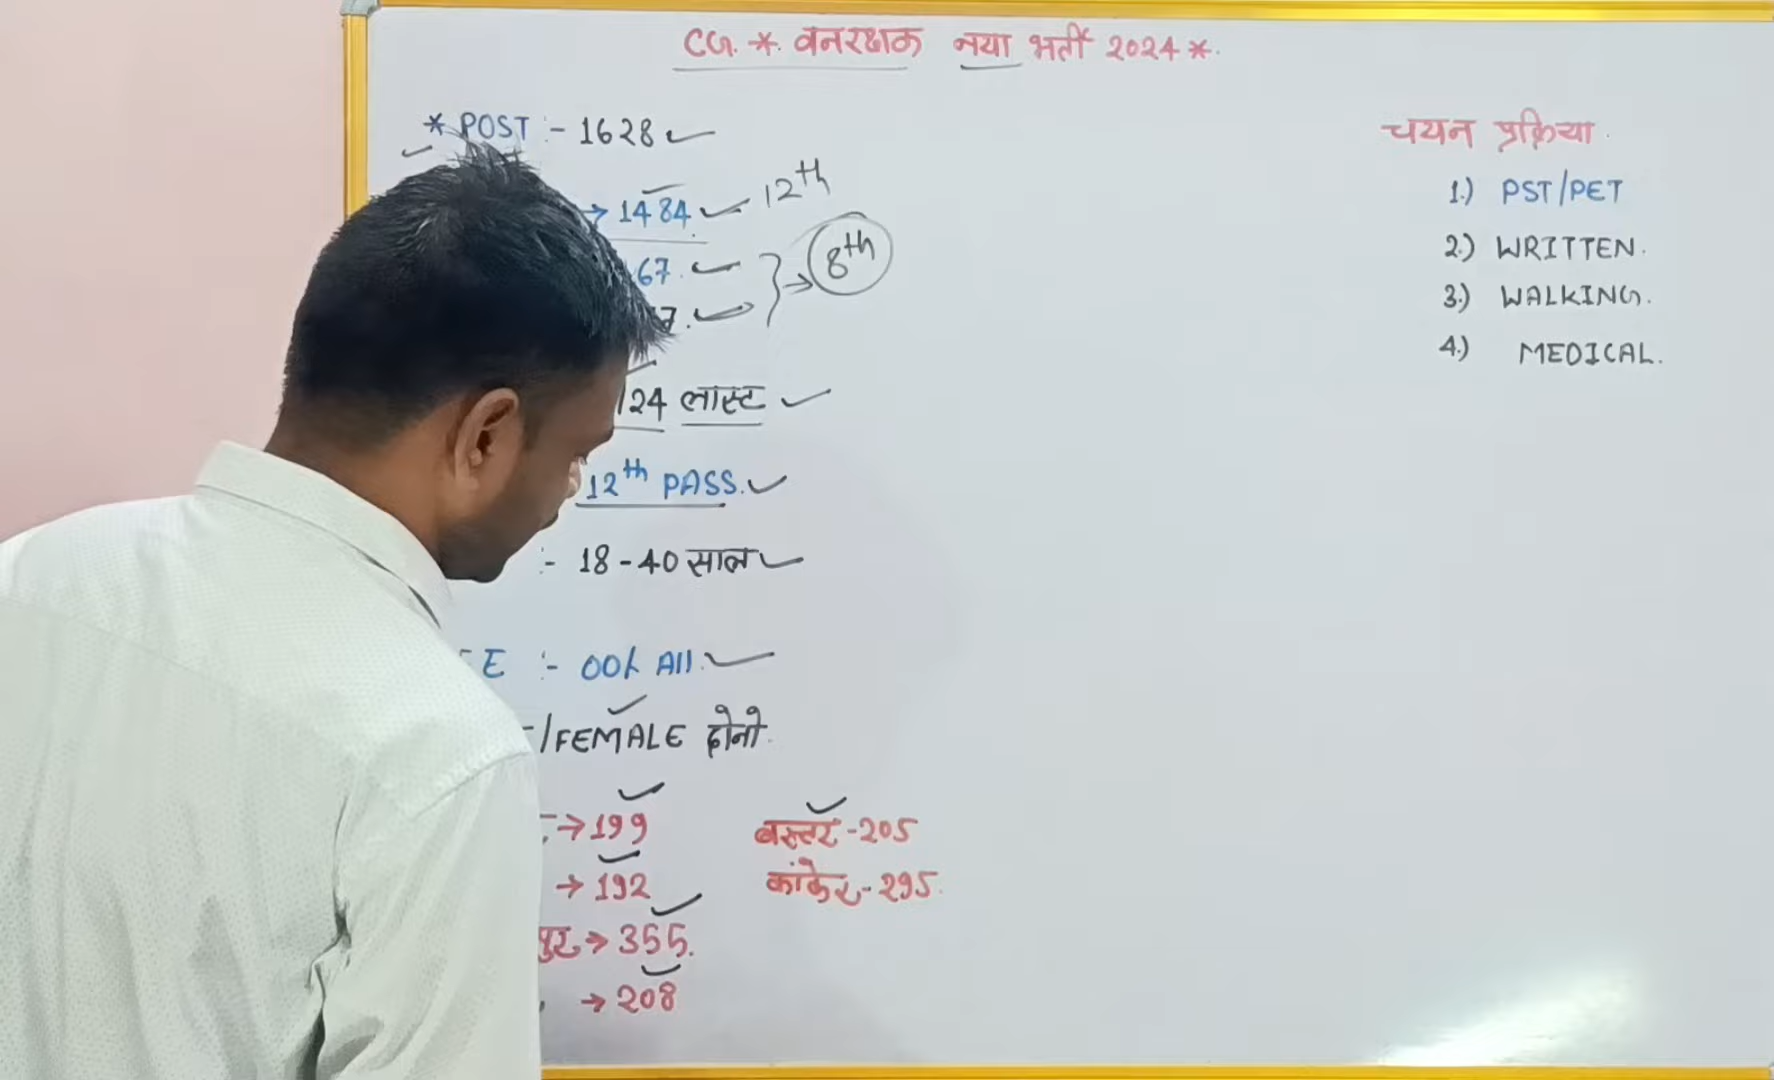 CG. * वनरक्षक नया भर्ती 2024 *.
* POST :- 1628
→ 1484. 12th
67. } → 8th
7.
/24 लास्ट
12th PASS.
:- 18-40 साल
E :- 00/- All.
/FEMALE दोनो.
→ 199
→ 192
पुर → 355.
→ 208
बस्तर - 205
कांकेर - 295.
चयन प्रक्रिया.
1.) PST/PET
2.) WRITTEN.
3.) WALKING.
4.) MEDICAL.